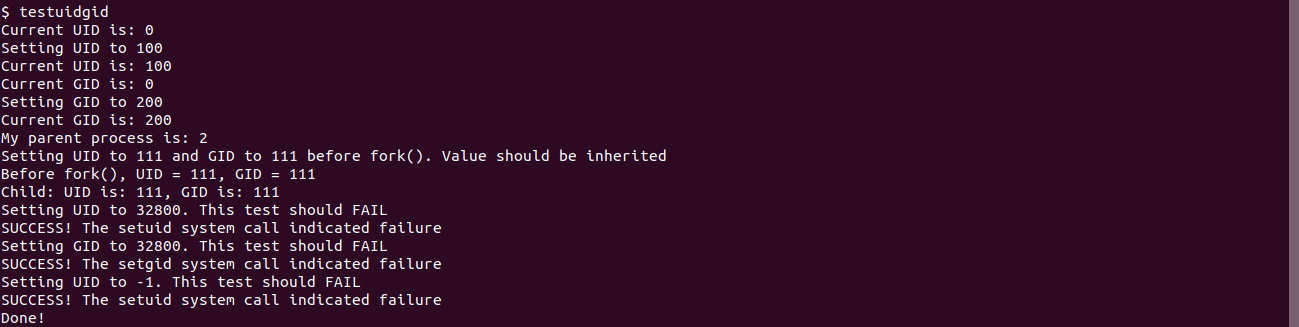 $ testuidgid
Current UID is: 0
Setting UID to 100
Current UID is: 100
Current GID is: 0
Setting GID to 200
Current GID is: 200
My parent process is: 2
Setting UID to 111 and GID to 111 before fork(). Value should be inherited
Before fork(), UID = 111, GID = 111
Child: UID is: 111, GID is: 111
Setting UID to 32800. This test should FAIL
SUCCESS! The setuid system call indicated failure
Setting GID to 32800. This test should FAIL
SUCCESS! The setgid system call indicated failure
Setting UID to -1. This test should FAIL
SUCCESS! The setuid system call indicated failure
Done!